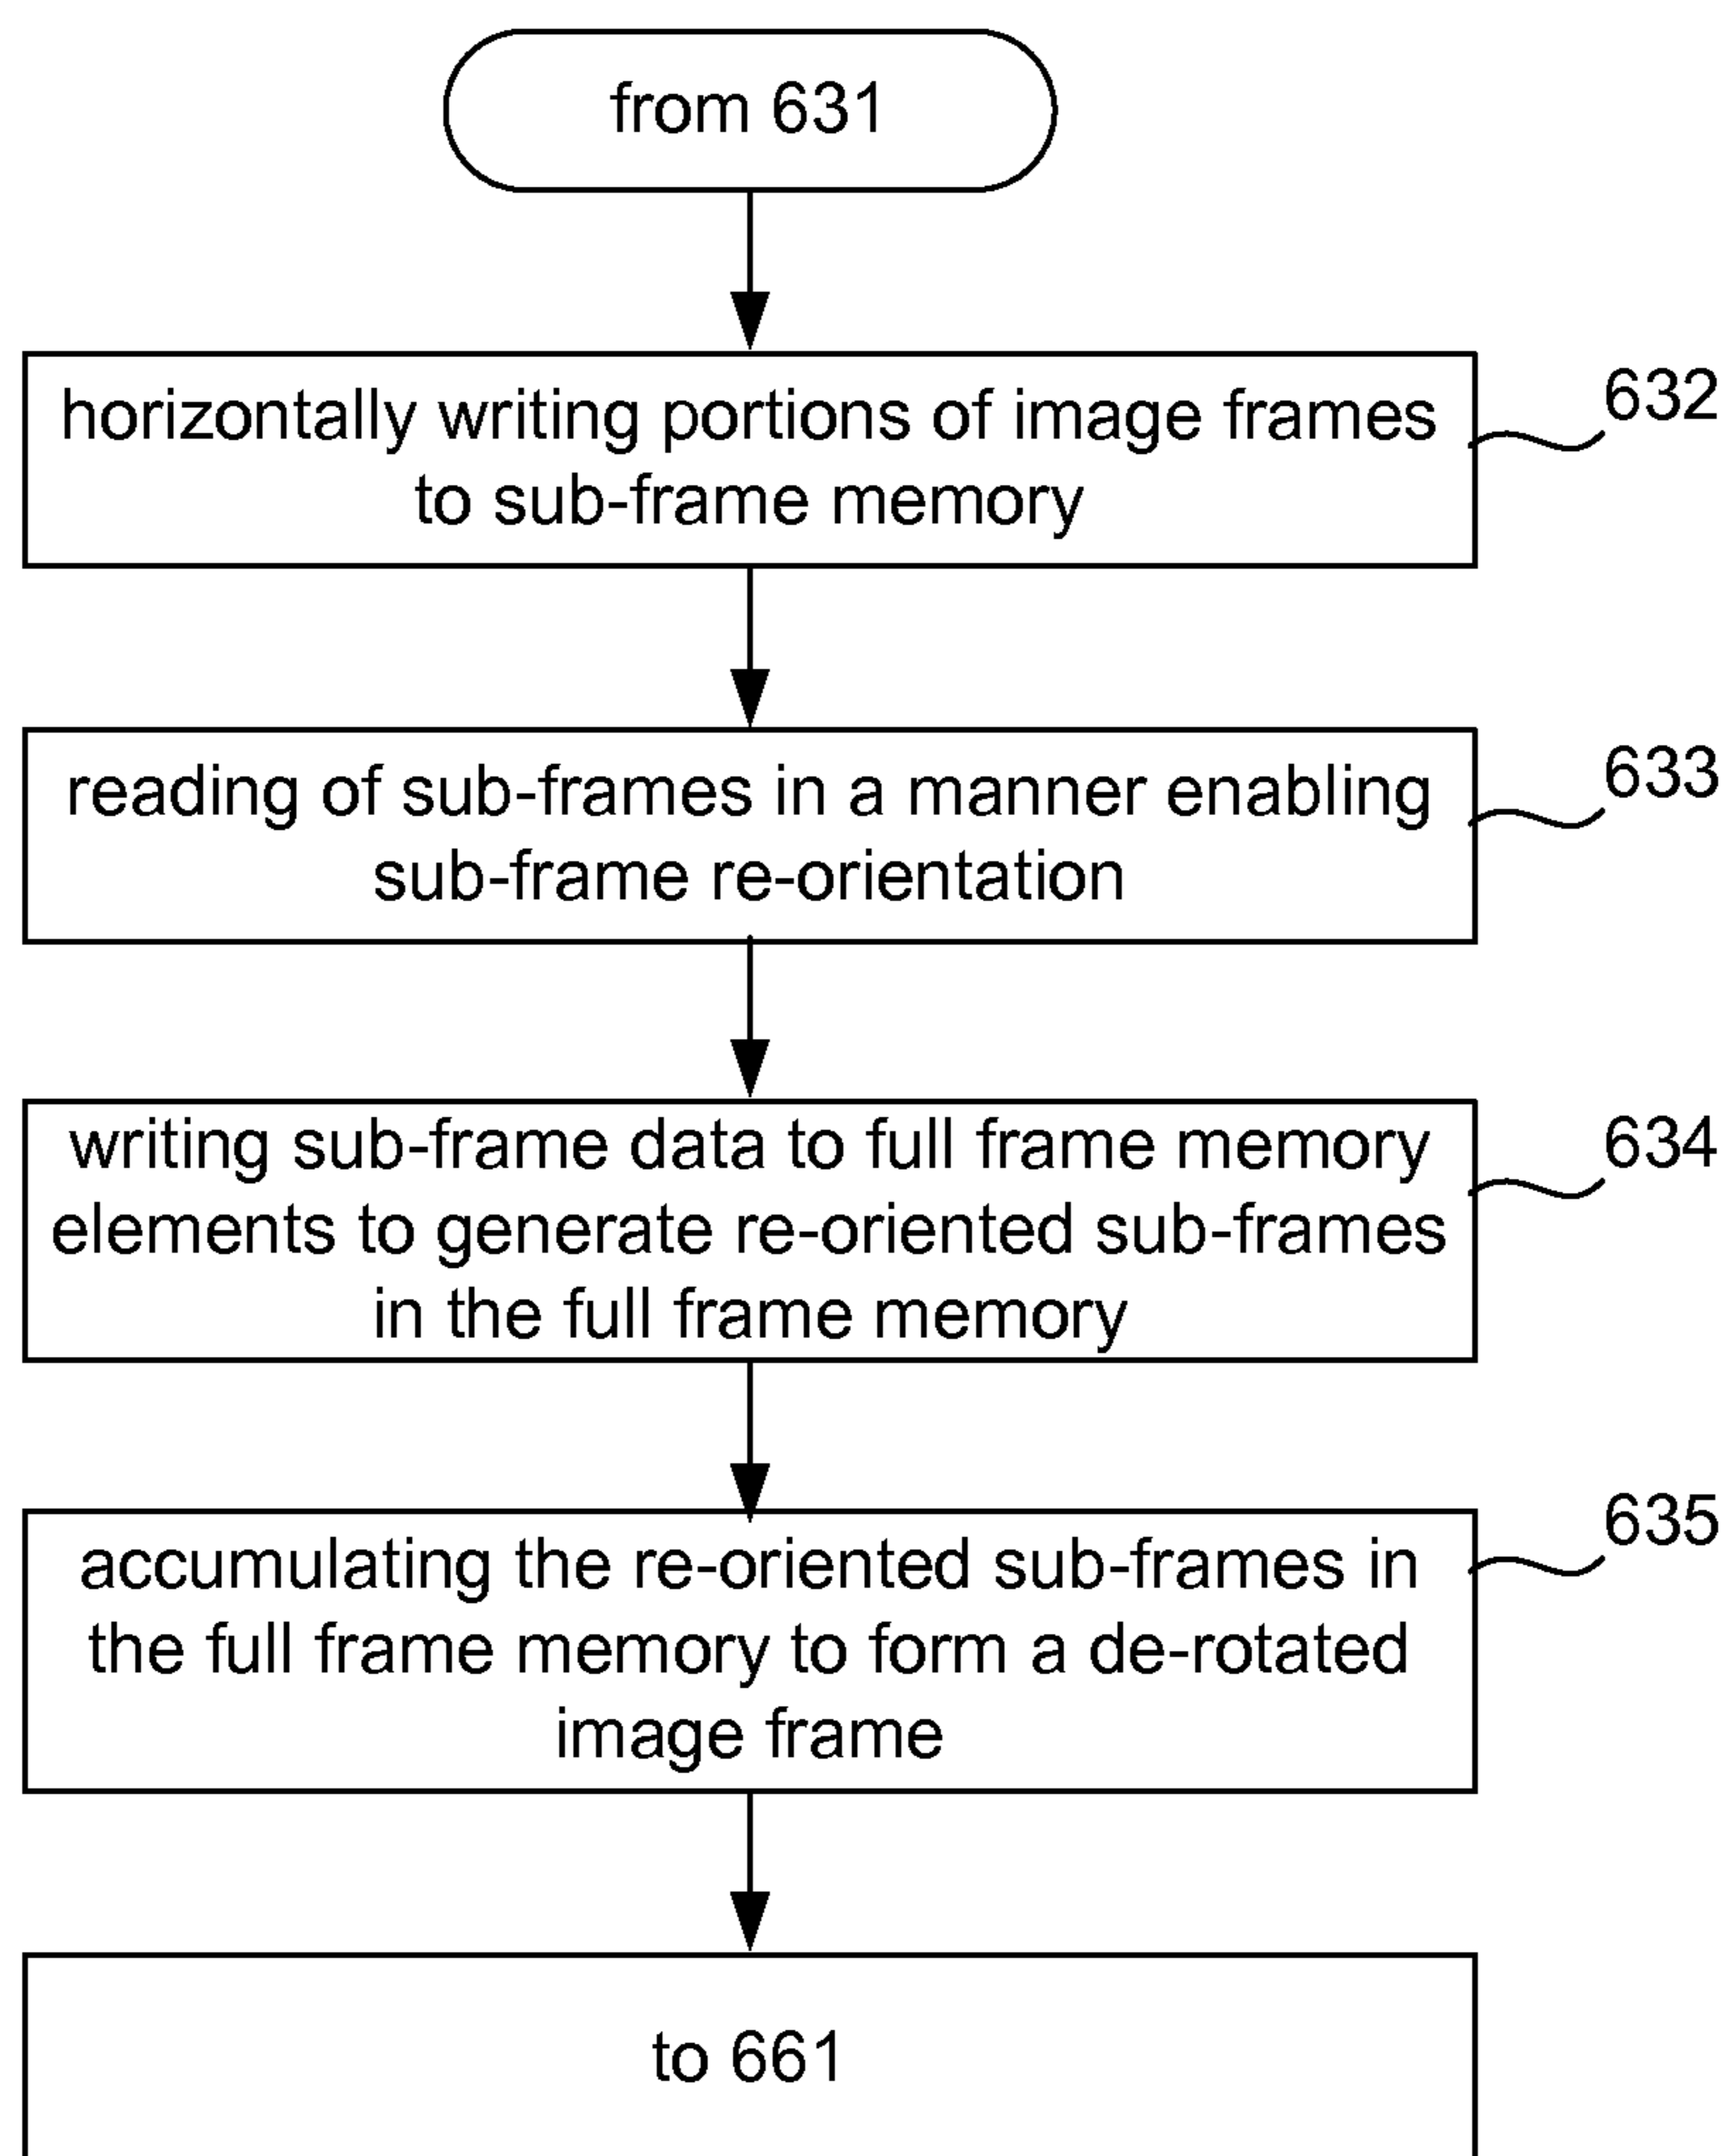 from 631
horizontally writing portions of image frames
to sub-frame memory
632
reading of sub-frames in a manner enabling
sub-frame re-orientation
633
writing sub-frame data to full frame memory
elements to generate re-oriented sub-frames
in the full frame memory
634
accumulating the re-oriented sub-frames in
the full frame memory to form a de-rotated
image frame
635
to 661